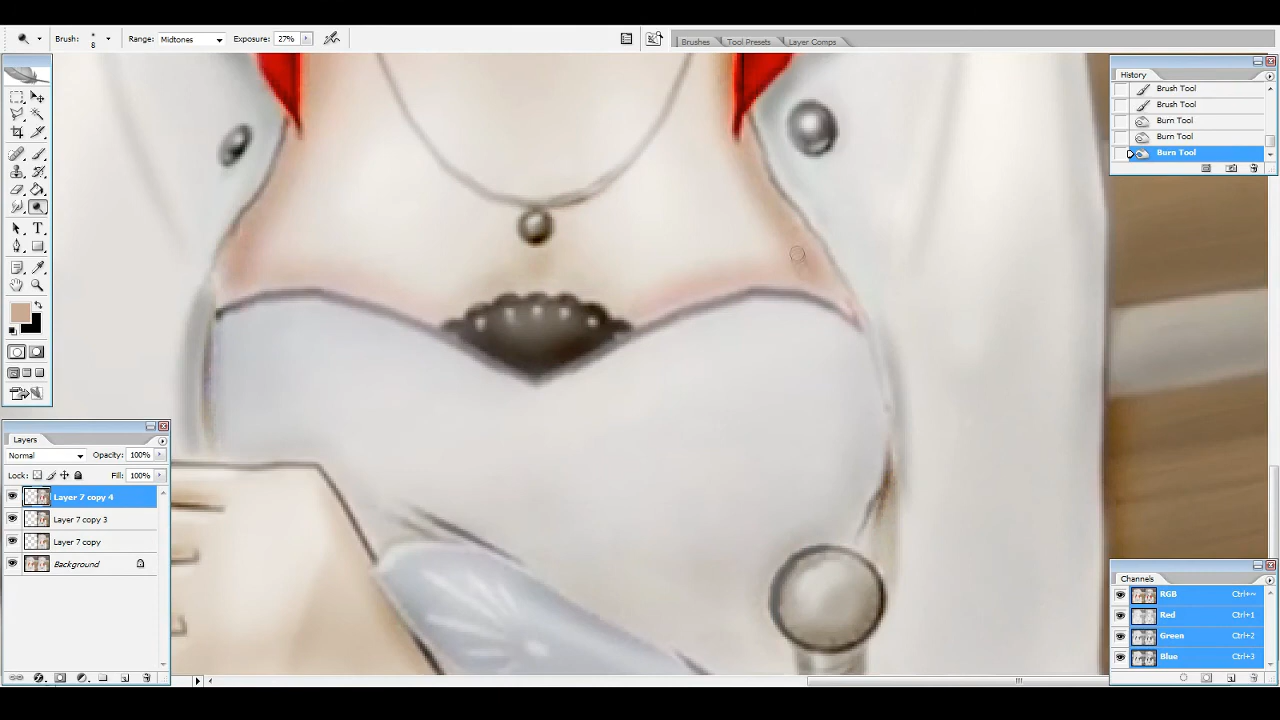 Brush: 8 Range: Midtones Exposure: 27%
Brushes Tool Presets Layer Comps
History
Brush Tool
Brush Tool
Burn Tool
Burn Tool
Burn Tool
T
Layers
Normal Opacity: 100%
Lock: Fill: 100%
Layer 7 copy 4
Layer 7 copy 3
Layer 7 copy
Background
Channels
RGB Ctrl+~
Red Ctrl+1
Green Ctrl+2
Blue Ctrl+3